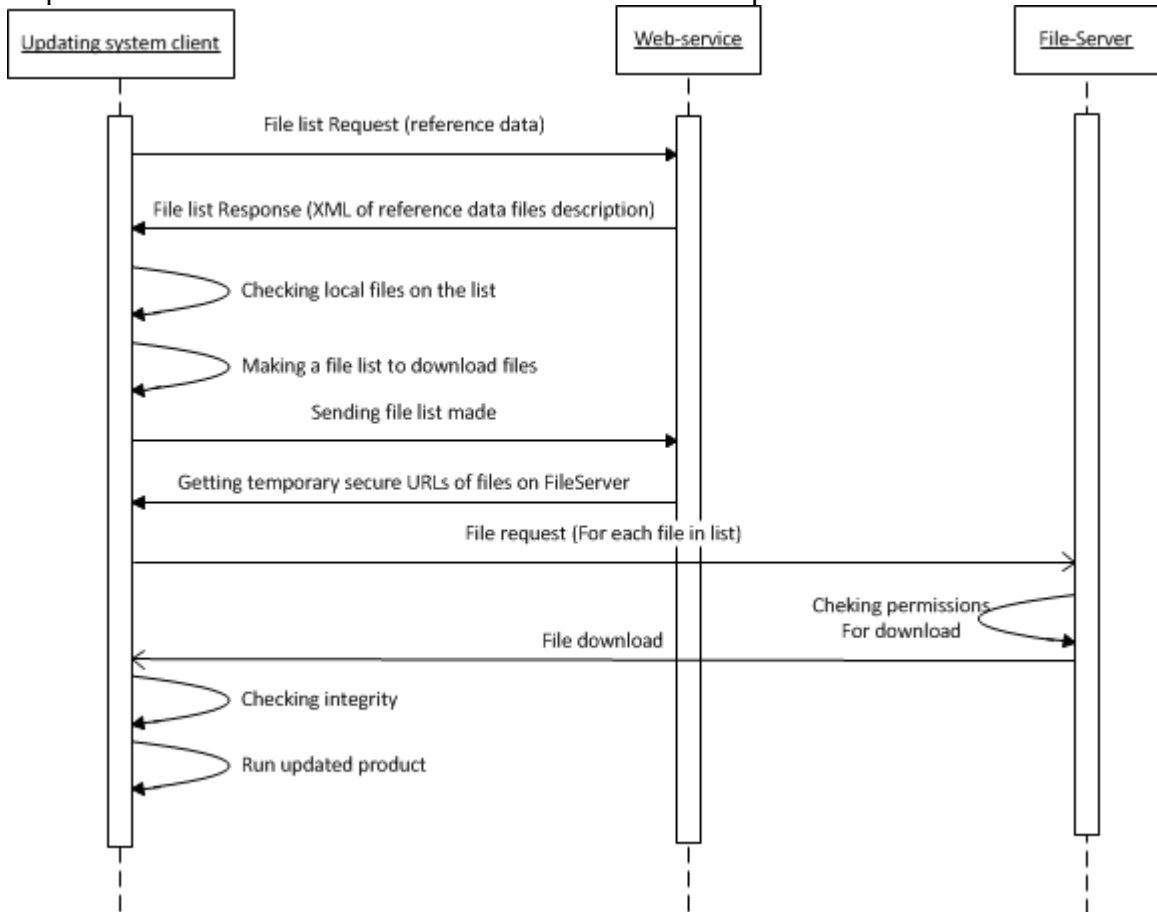 Updating system client
Web-service
File-Server
File list Request (reference data)
File list Response (XML of reference data files description)
Checking local files on the list
Making a file list to download files
Sending file list made
Getting temporary secure URLs of files on FileServer
File request (For each file in list)
Cheking permissions
For download
File download
Checking integrity
Run updated product